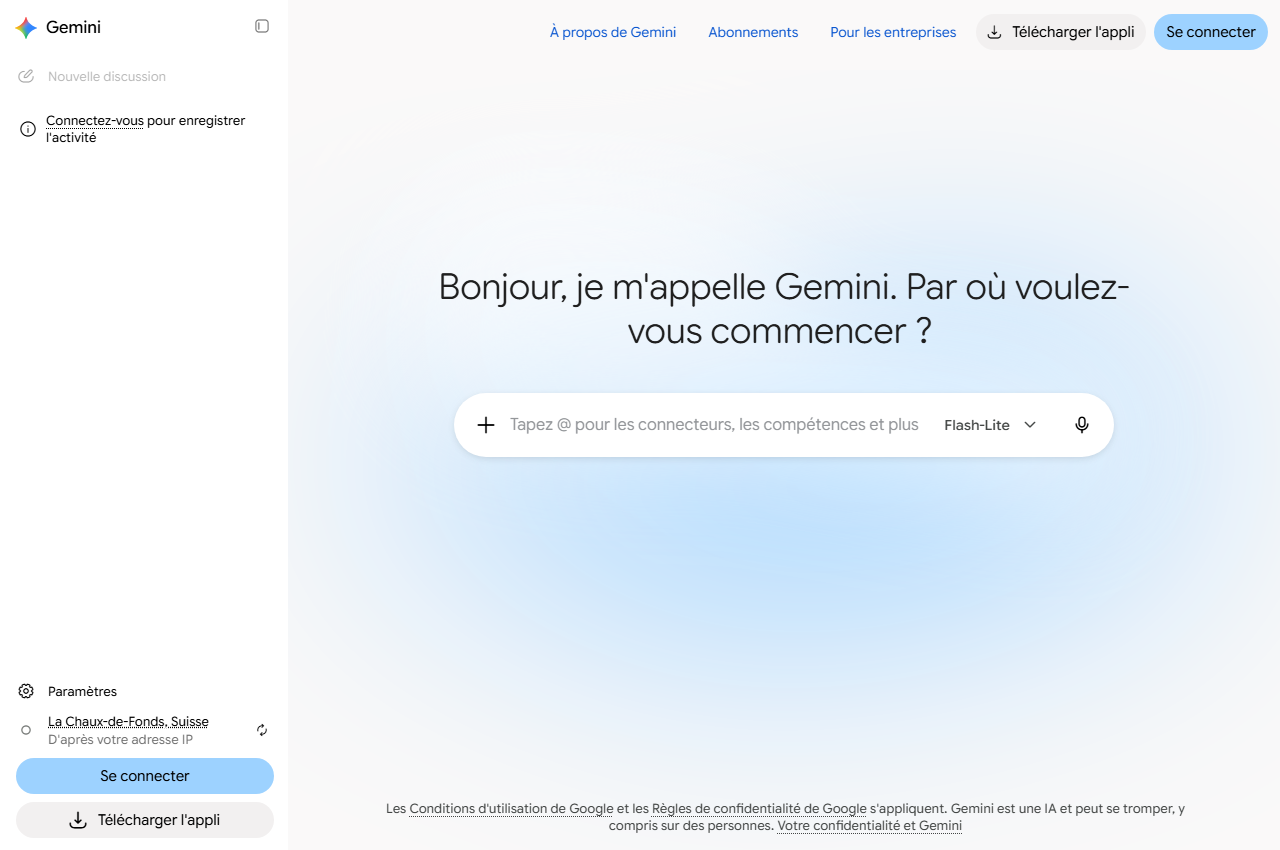 Gemini
Nouvelle discussion
Connectez-vous pour enregistrer
l'activité
À propos de Gemini
Abonnements
Pour les entreprises
Télécharger l'appli
Se connecter
Bonjour, je m'appelle Gemini. Par où voulez-
vous commencer ?
Tapez @ pour les connecteurs, les compétences et plus
Flash-Lite
Paramètres
La Chaux-de-Fonds, Suisse
D'après votre adresse IP
Se connecter
Télécharger l'appli
Les Conditions d'utilisation de Google et les Règles de confidentialité de Google s'appliquent. Gemini est une IA et peut se tromper, y
compris sur des personnes. Votre confidentialité et Gemini